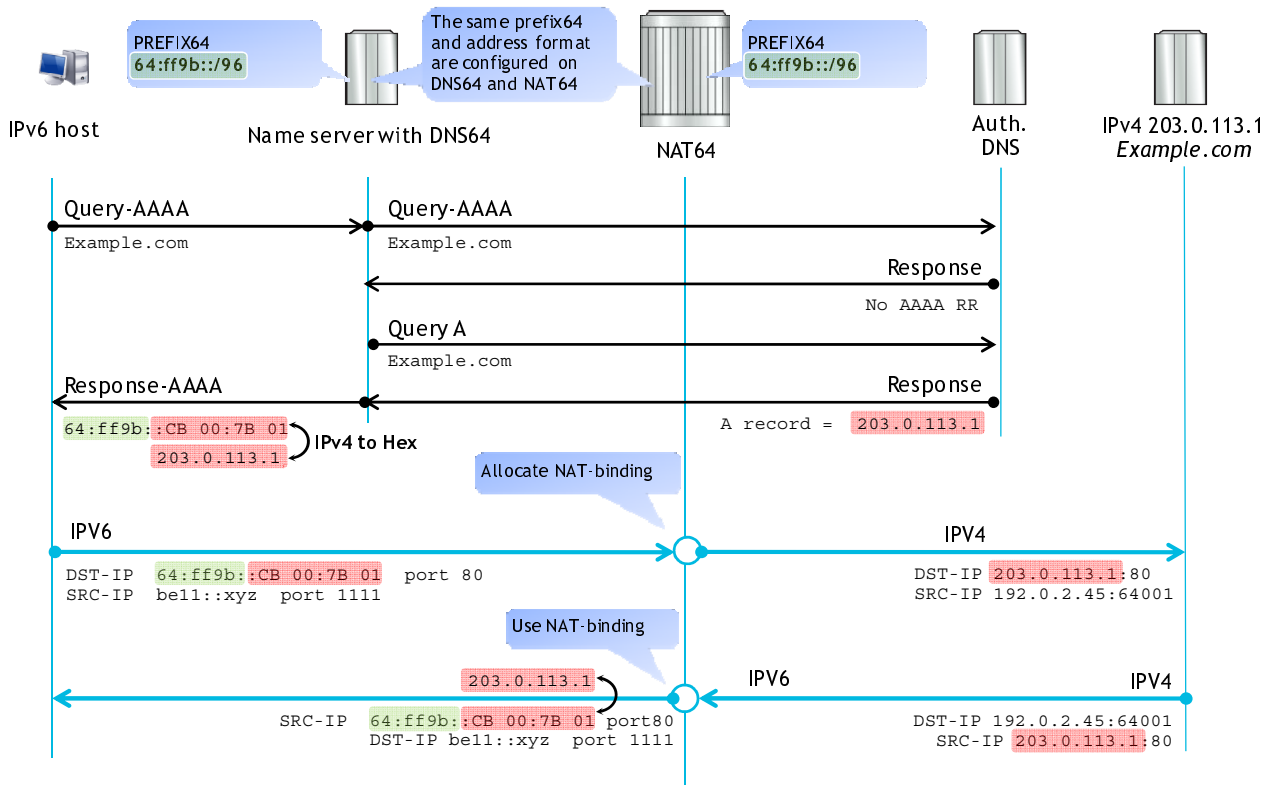 PREFIX64
64:ff9b::/96
The same prefix64
and address format
are configured on
DNS64 and NAT64
PREFIX64
64:ff9b::/96
IPv6 host
Name server with DNS64
NAT64
Auth.
DNS
IPv4 203.0.113.1
Example.com
Query-AAAA
Example.com
Query-AAAA
Example.com
Response
No AAAA RR
Query A
Example.com
Response-AAAA
Response
64:ff9b::CB 00:7B 01
203.0.113.1
IPv4 to Hex
A record = 203.0.113.1
Allocate NAT-binding
IPV6
IPV4
DST-IP 64:ff9b::CB 00:7B 01 port 80
SRC-IP be11::xyz port 1111
DST-IP 203.0.113.1:80
SRC-IP 192.0.2.45:64001
Use NAT-binding
203.0.113.1
IPV6
IPV4
SRC-IP 64:ff9b::CB 00:7B 01 port80
DST-IP be11::xyz port 1111
DST-IP 192.0.2.45:64001
SRC-IP 203.0.113.1:80